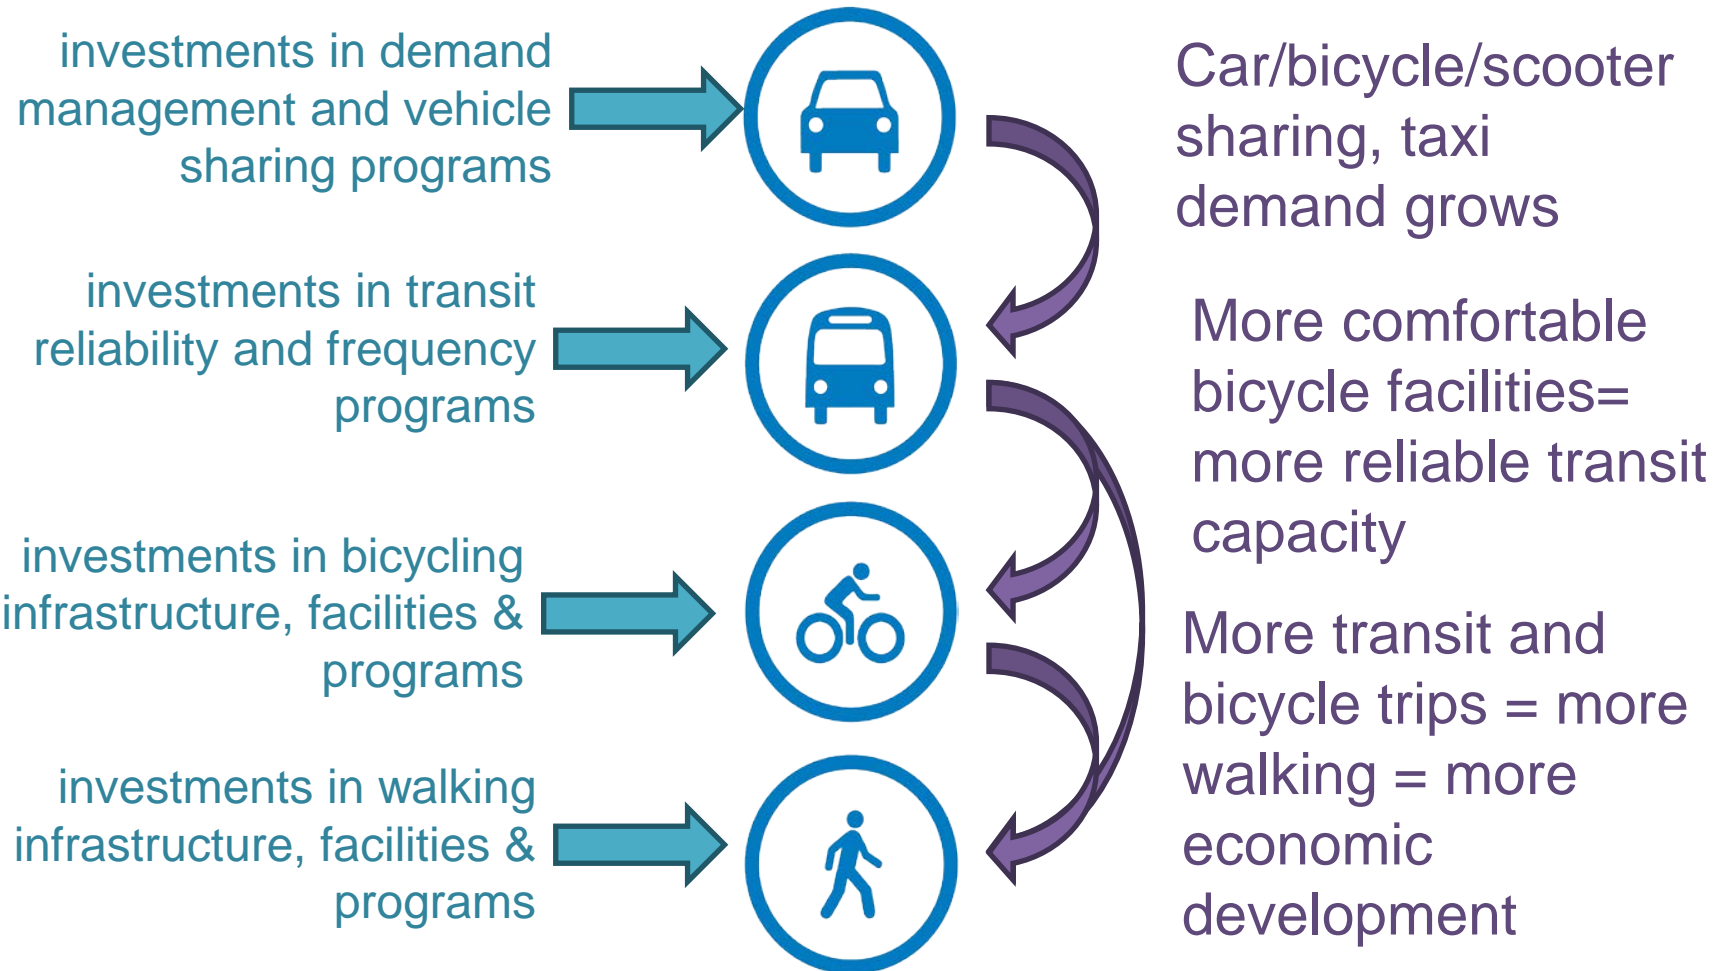 investments in demand
management and vehicle
sharing programs
Car/bicycle/scooter
sharing, taxi
demand grows
investments in transit
reliability and frequency
programs
More comfortable
bicycle facilities=
more reliable transit
capacity
investments in bicycling
infrastructure, facilities &
programs
More transit and
bicycle trips = more
walking = more
economic
development
investments in walking
infrastructure, facilities &
programs